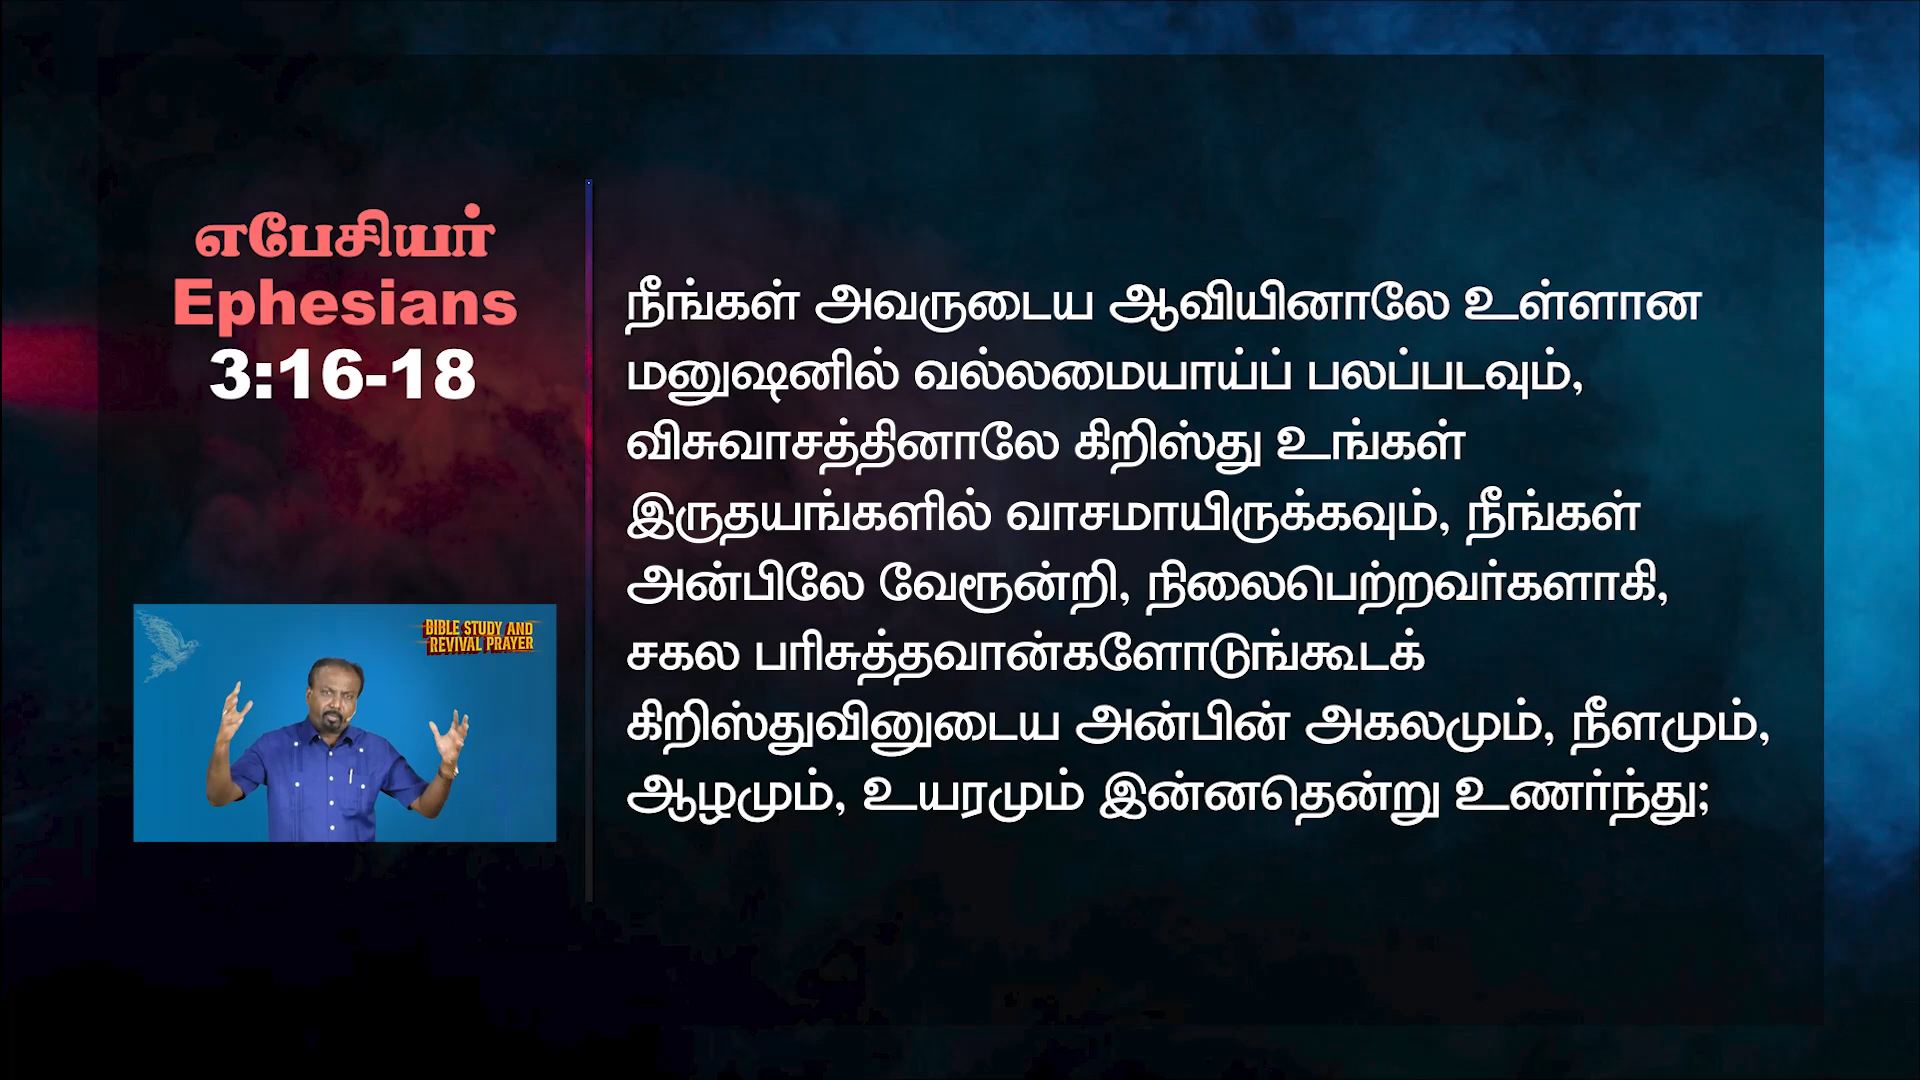 எபேசியர்
Ephesians
3:16-18
நீங்கள் அவருடைய ஆவியினாலே உள்ளான
மனுஷனில் வல்லமையாய்ப் பலப்படவும்,
விசுவாசத்தினாலே கிறிஸ்து உங்கள்
இருதயங்களில் வாசமாயிருக்கவும், நீங்கள்
அன்பிலே வேரூன்றி, நிலைபெற்றவர்களாகி,
சகல பரிசுத்தவான்களோடுங்கூடக்
கிறிஸ்துவினுடைய அன்பின் அகலமும், நீளமும்,
ஆழமும், உயரமும் இன்னதென்று உணர்ந்து;
BIBLE STUDY AND
REVIVAL PRAYER